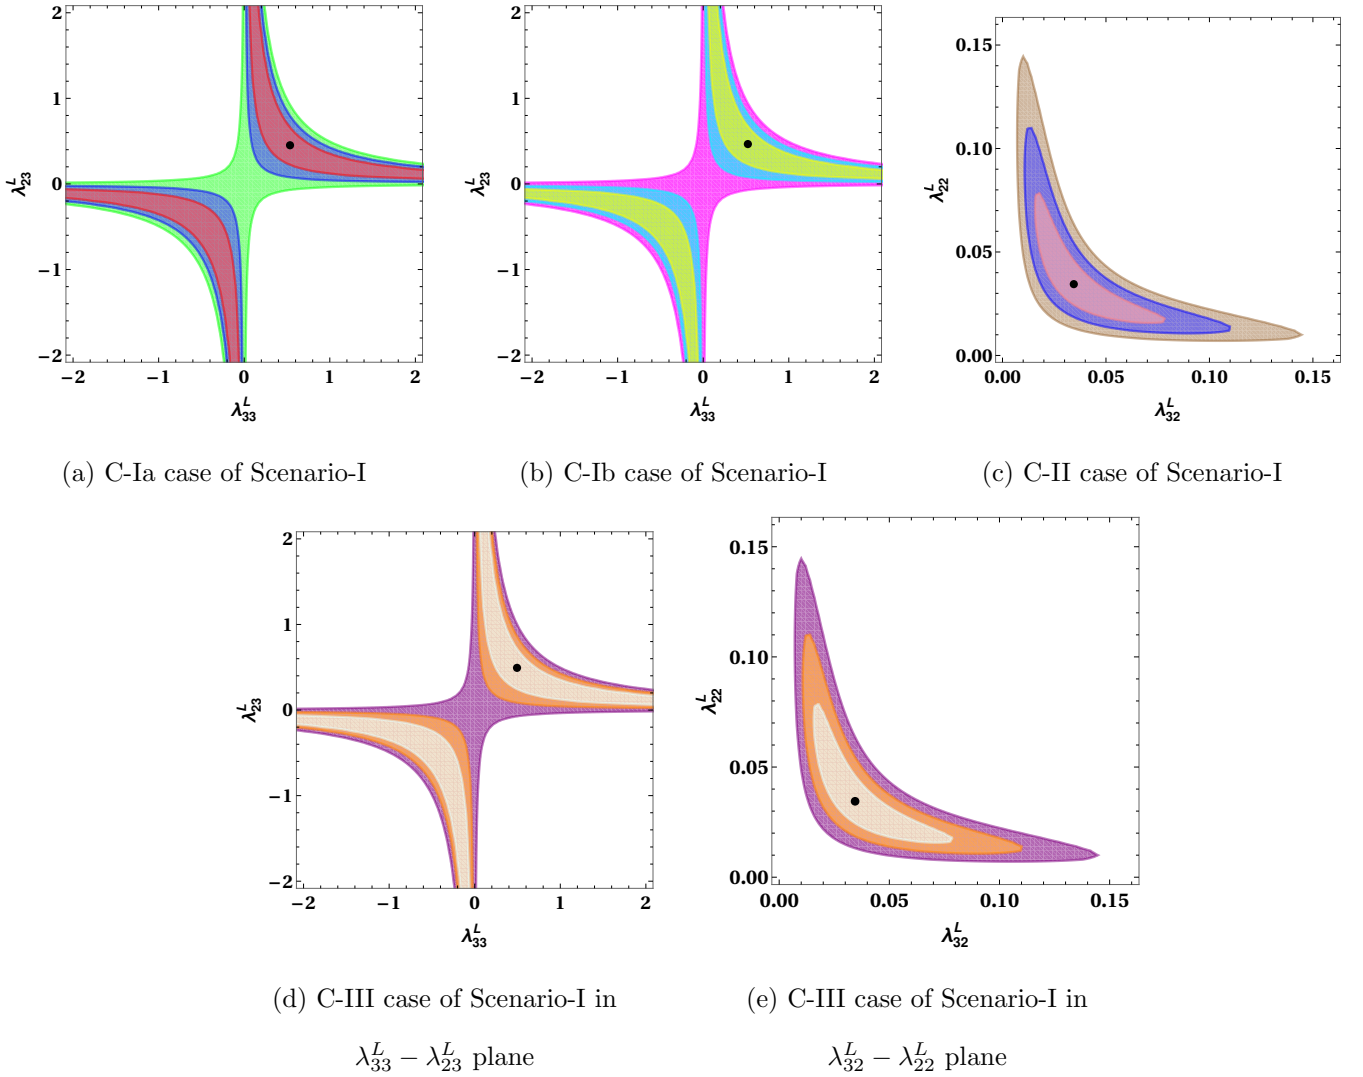 2
1
0
−1
−2
λ^L_23
−2 −1 0 1 2
λ^L_33
2
1
0
−1
−2
λ^L_23
−2 −1 0 1 2
λ^L_33
0.15
0.10
0.05
0.00
λ^L_22
0.00 0.05 0.10 0.15
λ^L_32
(a) C-Ia case of Scenario-I
(b) C-Ib case of Scenario-I
(c) C-II case of Scenario-I
2
1
0
−1
−2
λ^L_23
−2 −1 0 1 2
λ^L_33
0.15
0.10
0.05
0.00
λ^L_22
0.00 0.05 0.10 0.15
λ^L_32
(d) C-III case of Scenario-I in
λ^L_33 − λ^L_23 plane
(e) C-III case of Scenario-I in
λ^L_32 − λ^L_22 plane